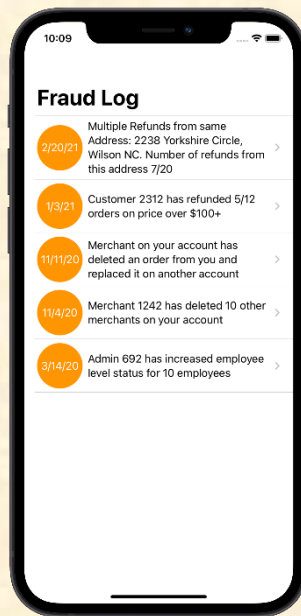 10:09
Fraud Log
2/20/21
Multiple Refunds from same
Address: 2238 Yorkshire Circle,
Wilson NC. Number of refunds from
this address 7/20
1/3/21
Customer 2312 has refunded 5/12
orders on price over $100+
11/11/20
Merchant on your account has
deleted an order from you and
replaced it on another account
11/4/20
Merchant 1242 has deleted 10 other
merchants on your account
3/14/20
Admin 692 has increased employee
level status for 10 employees